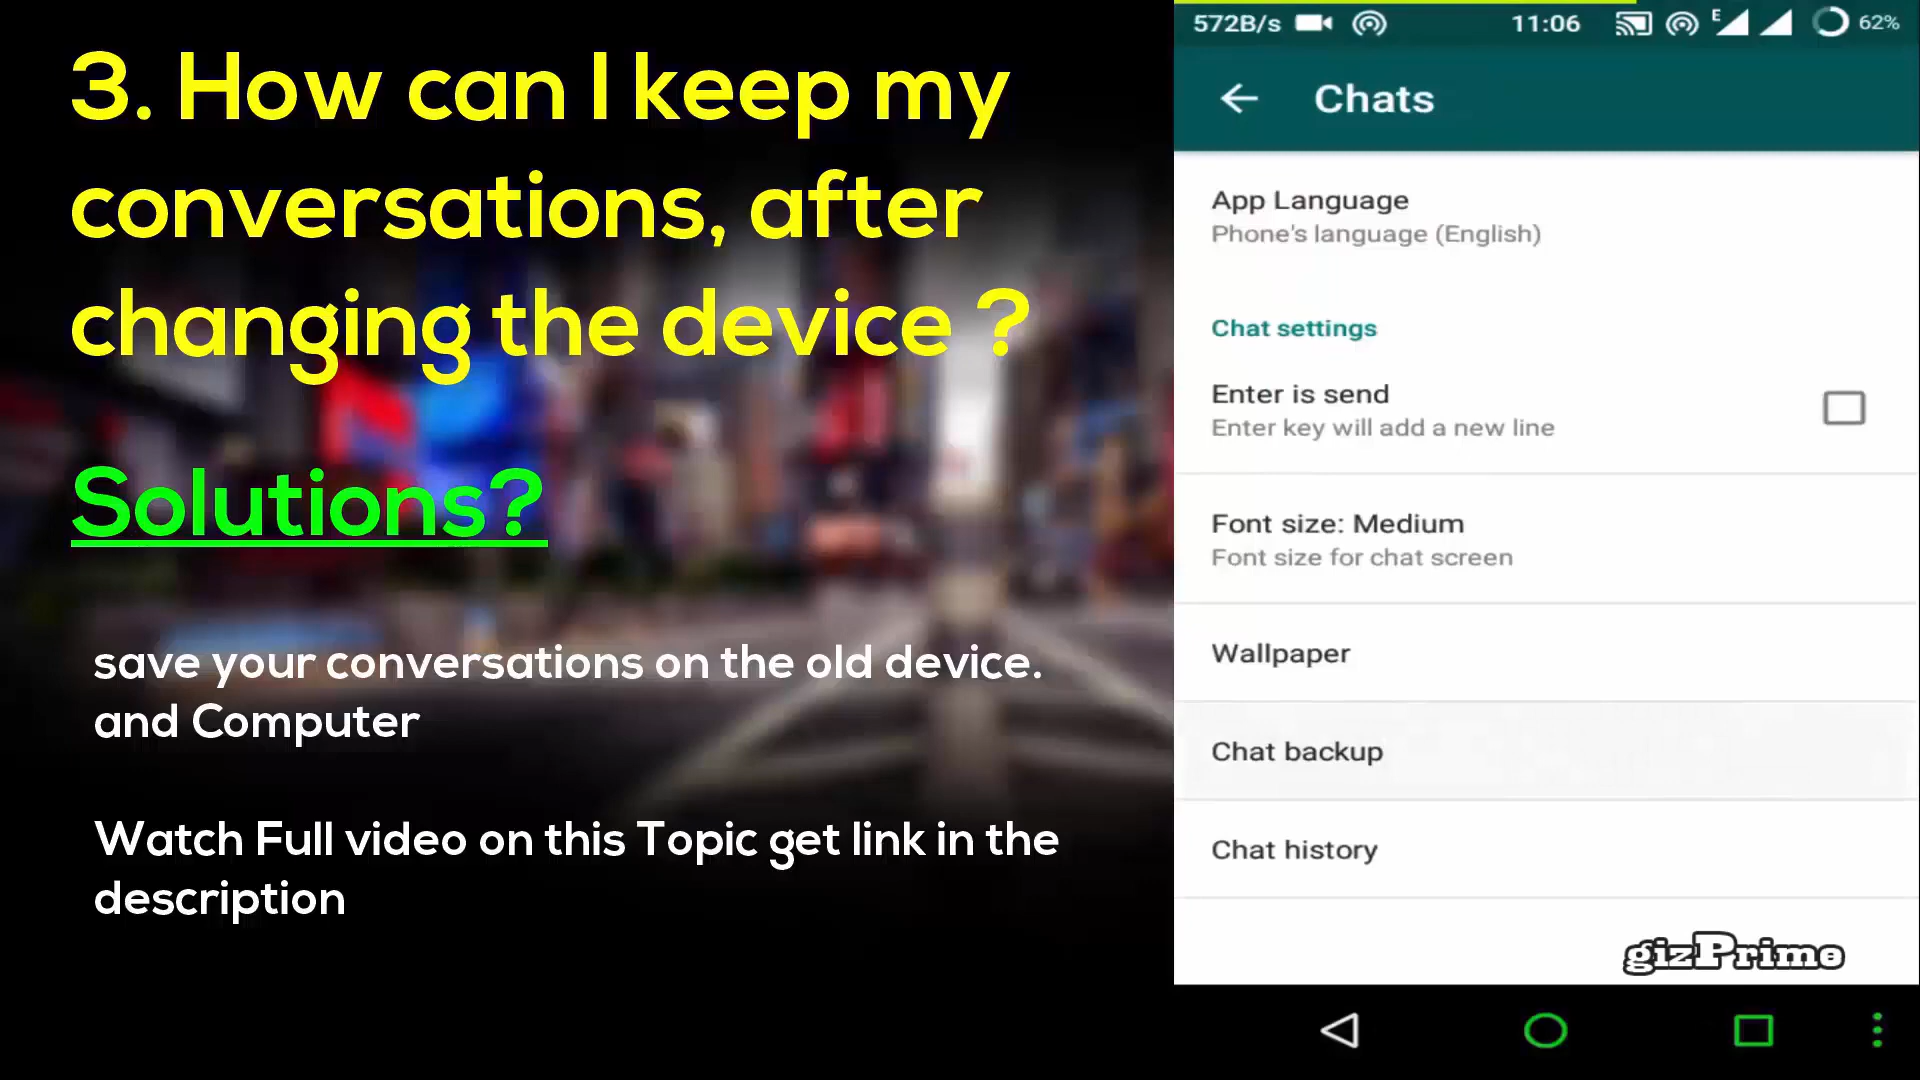 3. How can I keep my
conversations, after
changing the device ?
Solutions?
save your conversations on the old device.
and Computer
Watch Full video on this Topic get link in the
description
572B/s 11:06 E 62%
Chats
App Language
Phone's language (English)
Chat settings
Enter is send
Enter key will add a new line
Font size: Medium
Font size for chat screen
Wallpaper
Chat backup
Chat history
gizPrime